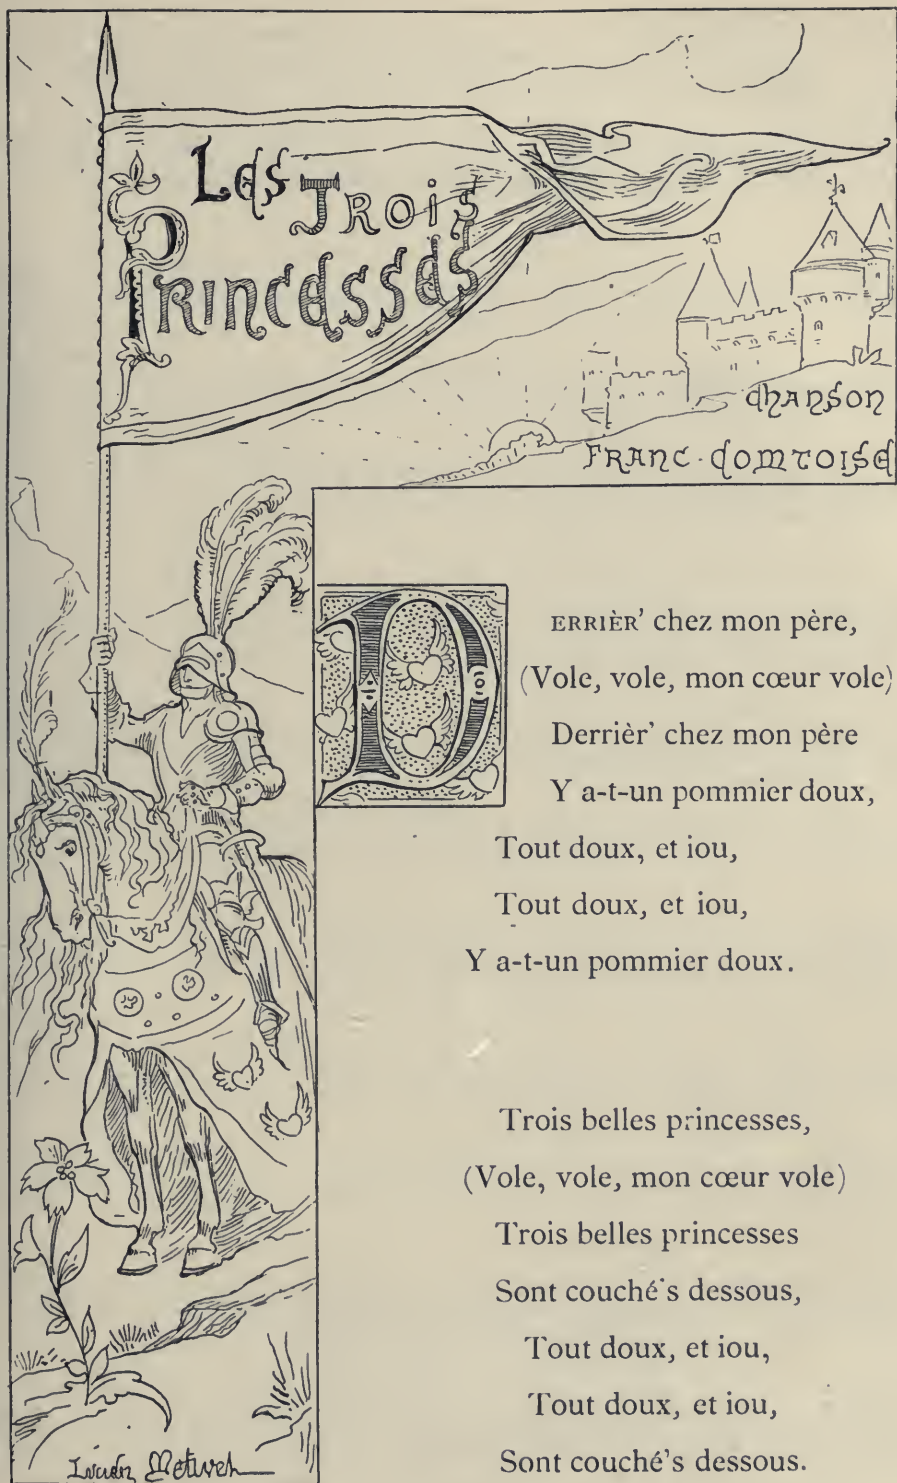 Les Trois
Princesses
Chanson
Franc-Comtoise
DERRIÈR' chez mon père,
(Vole, vole, mon cœur vole)
Derrièr' chez mon père
Y a-t-un pommier doux,
Tout doux, et iou,
Tout doux, et iou,
Y a-t-un pommier doux.
Trois belles princesses,
(Vole, vole, mon cœur vole)
Trois belles princesses
Sont couché's dessous,
Tout doux, et iou,
Tout doux, et iou,
Sont couché's dessous.
Lucien Métivet